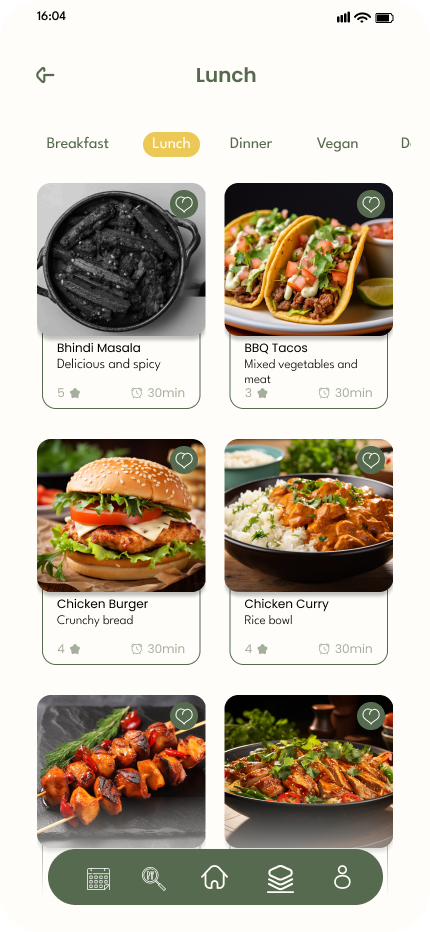 16:04
Lunch
Breakfast Lunch Dinner Vegan
Bhindi Masala
Delicious and spicy
5 30min
BBQ Tacos
Mixed vegetables and
meat
3 30min
Chicken Burger
Crunchy bread
4 30min
Chicken Curry
Rice bowl
4 30min